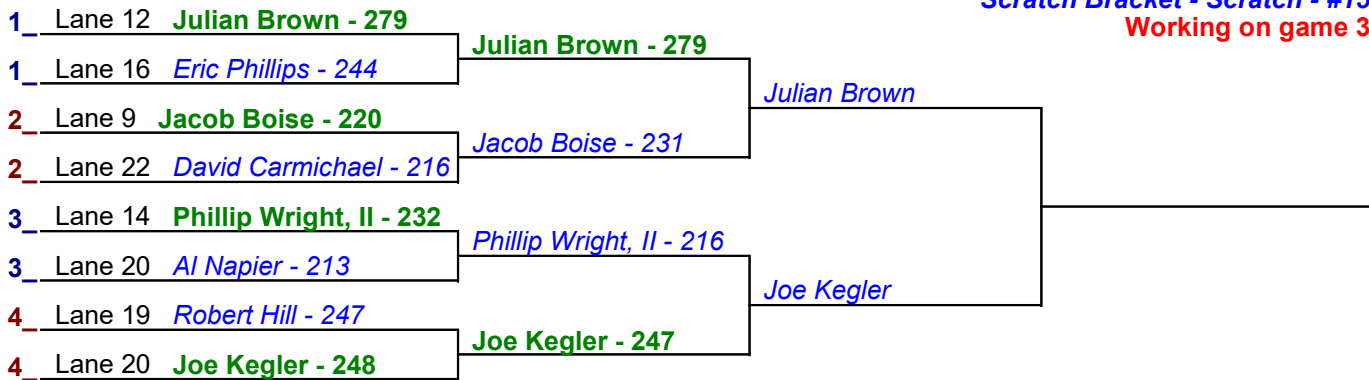 Scratch Bracket - Scratch - #15
Working on game 3
1_ Lane 12 Julian Brown - 279
1_ Lane 16 Eric Phillips - 244
2_ Lane 9 Jacob Boise - 220
2_ Lane 22 David Carmichael - 216
3_ Lane 14 Phillip Wright, II - 232
3_ Lane 20 Al Napier - 213
4_ Lane 19 Robert Hill - 247
4_ Lane 20 Joe Kegler - 248
Julian Brown - 279
Jacob Boise - 231
Phillip Wright, II - 216
Joe Kegler - 247
Julian Brown
Joe Kegler